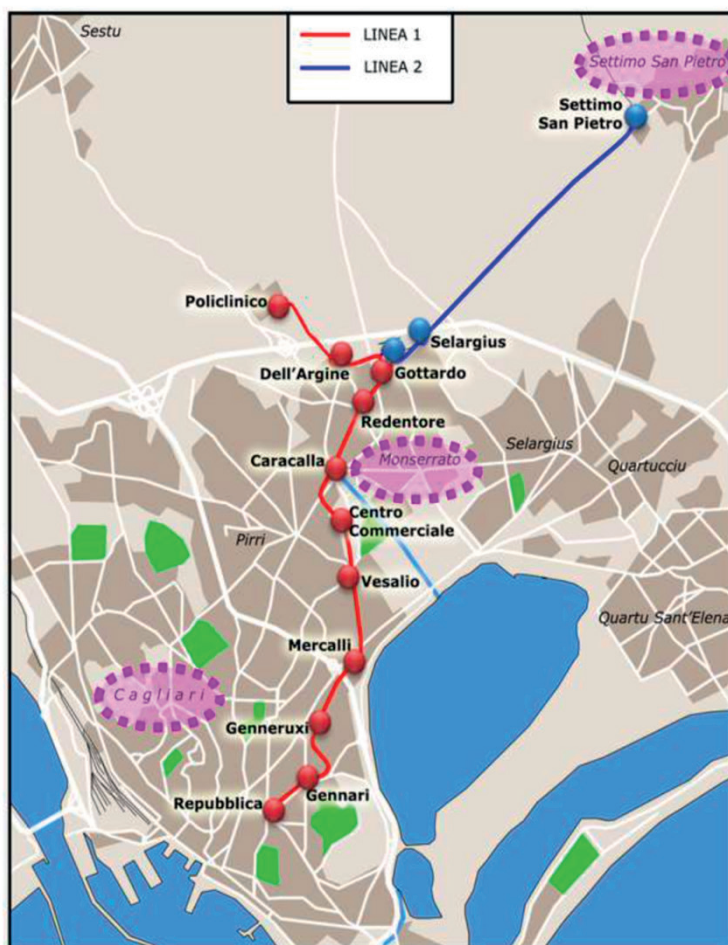 Sestu
LINEA 1
LINEA 2
Settimo San Pietro
Settimo
San Pietro
Policlinico
Selargius
Dell'Argine
Gottardo
Redentore
Selargius
Caracalla
Monserrato
Quartucciu
Centro
Commerciale
Pirri
Vesalio
Quartu Sant'Elena
Mercalli
Cagliari
Genneruxi
Gennari
Repubblica